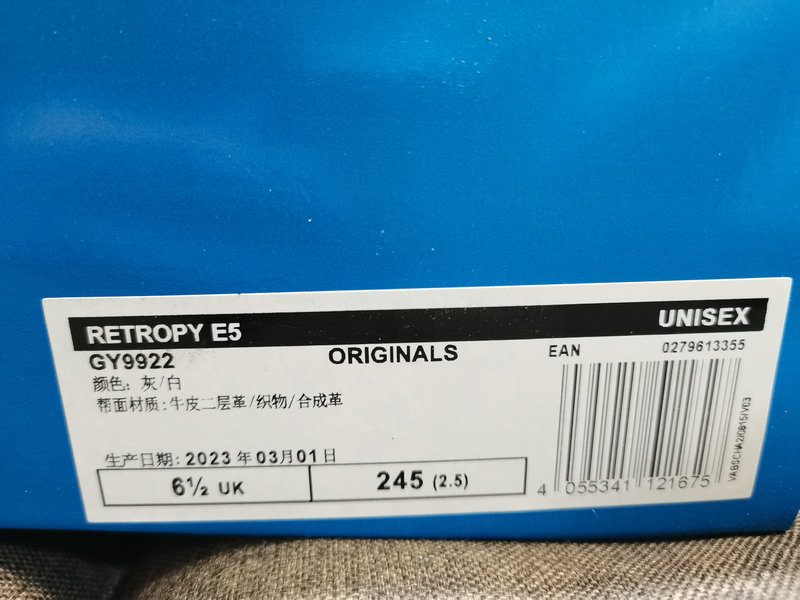 RETROPY E5 UNISEX
GY9922 ORIGINALS EAN 0279613355
颜色: 灰/白
帮面材质:牛皮二层革/织物/合成革
生产日期: 2023 年 03月 01日
6½ UK 245 (2.5)
4 055341 121675